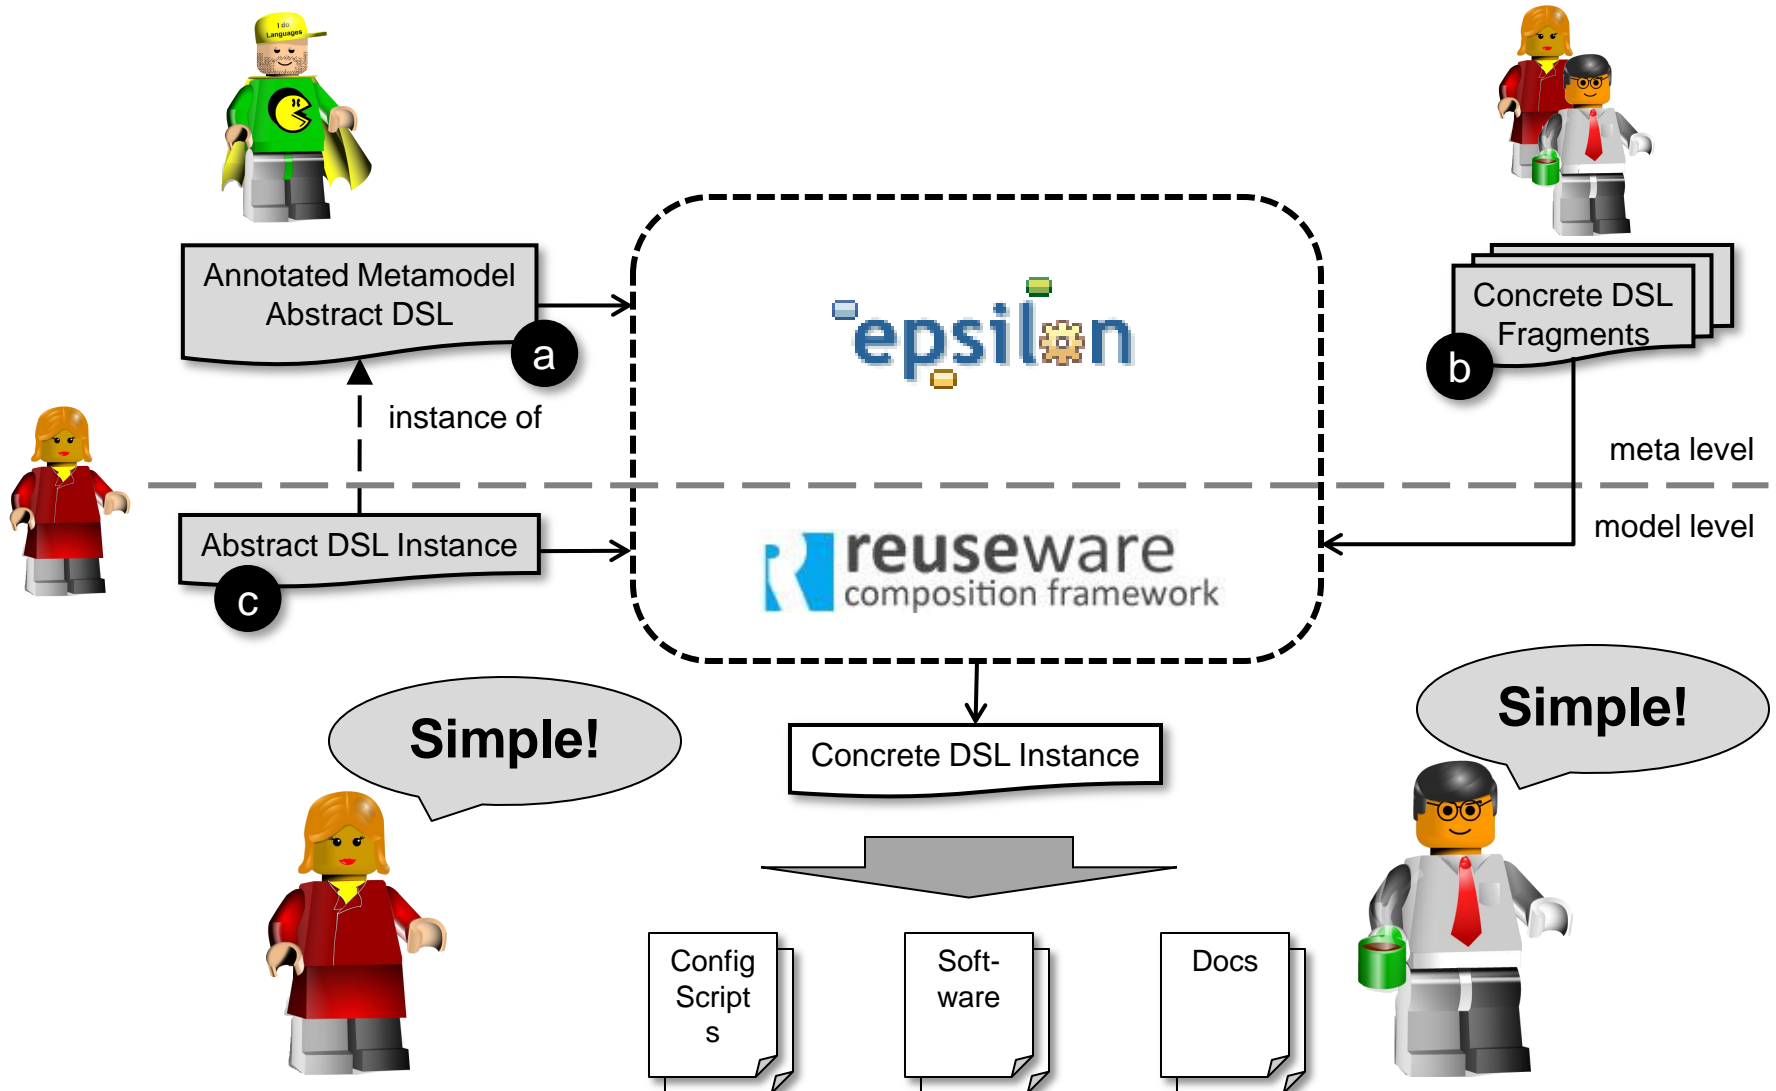 I do
Languages
Annotated Metamodel
Abstract DSL
a
epsilon
Concrete DSL
Fragments
b
instance of
meta level
model level
Abstract DSL Instance
c
reuseware
composition framework
Simple!
Simple!
Concrete DSL Instance
Config
Script
s
Soft-
ware
Docs